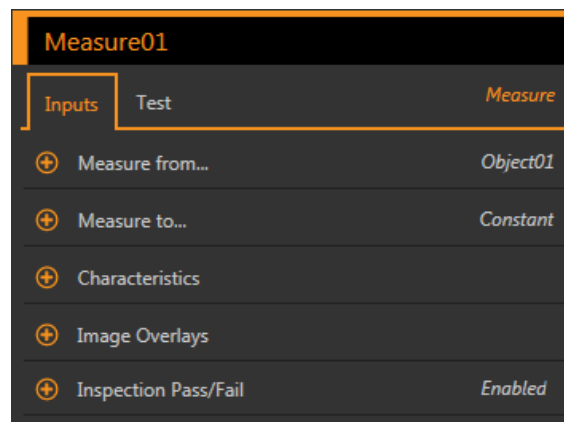 Measure01
Inputs Test Measure
Measure from... Object01
Measure to... Constant
Characteristics
Image Overlays
Inspection Pass/Fail Enabled